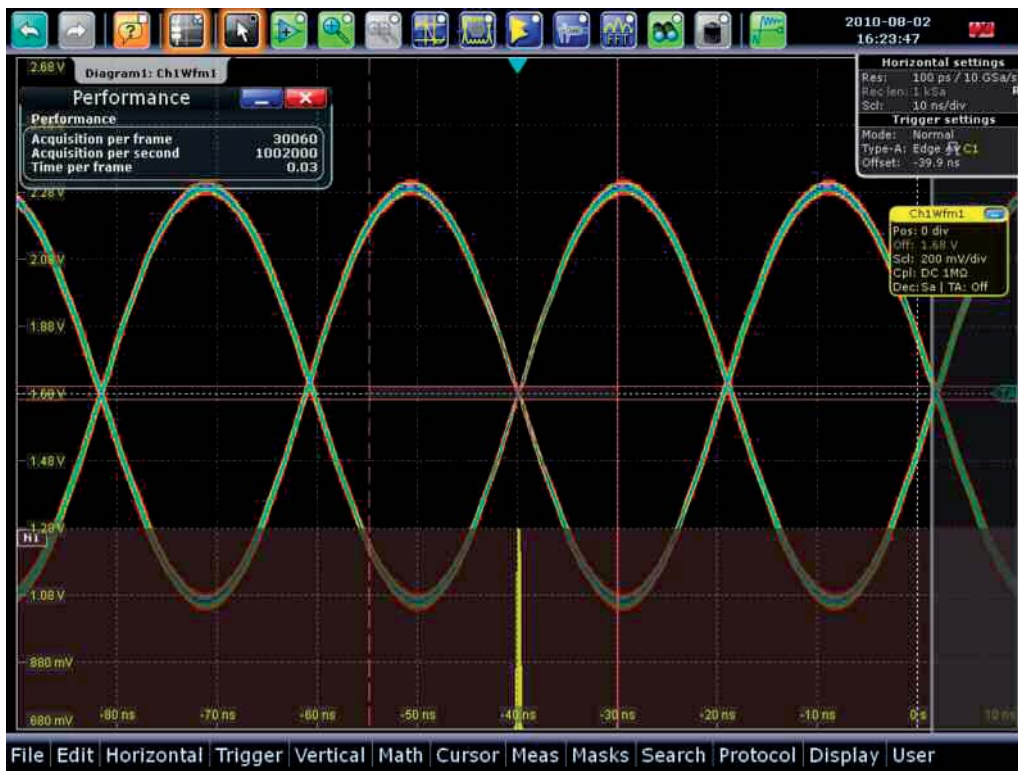 2010-08-02
16:23:47
FFT
2.68 V
Diagram1: Ch1Wfm1
Performance
Performance
Acquisition per frame 30060
Acquisition per second 1002000
Time per frame 0.03
Horizontal settings
Res: 100 ps / 10 GSa/s
Rec len: 1 kSa
Scl: 10 ns/div
Trigger settings
Mode: Normal
Type-A: Edge C1
Offset: -39.9 ns
Ch1Wfm1
Pos: 0 div
Off: 1.68 V
Scl: 200 mV/div
Cpl: DC 1MΩ
Dec: Sa | TA: Off
2.28 V
2.08 V
1.88 V
1.68 V
TA
1.48 V
1.28 V
N1
1.08 V
880 mV
680 mV
-80 ns
-70 ns
-60 ns
-50 ns
-40 ns
-30 ns
-20 ns
-10 ns
0 s
10 ns
File Edit Horizontal Trigger Vertical Math Cursor Meas Masks Search Protocol Display User